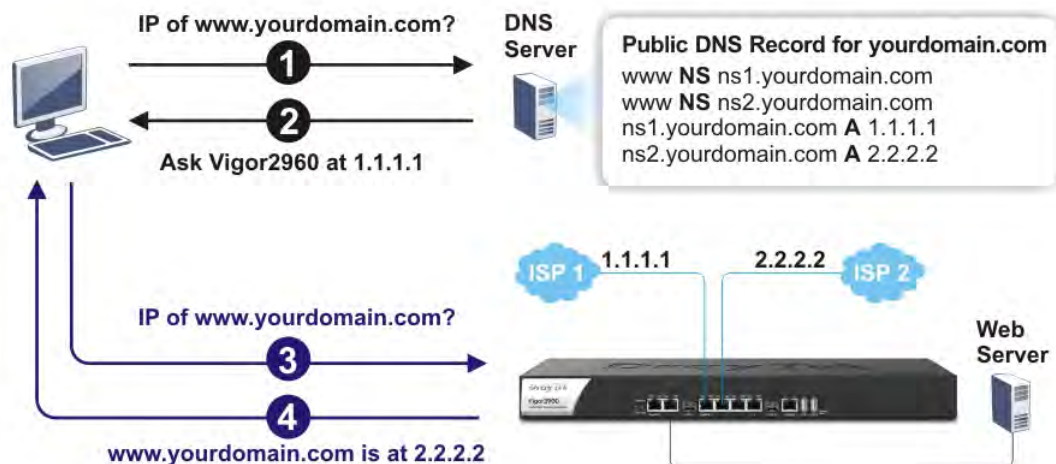 IP of www.yourdomain.com?
1
2
Ask Vigor2960 at 1.1.1.1
DNS
Server
Public DNS Record for yourdomain.com
www NS ns1.yourdomain.com
www NS ns2.yourdomain.com
ns1.yourdomain.com A 1.1.1.1
ns2.yourdomain.com A 2.2.2.2
ISP 1
1.1.1.1
2.2.2.2
ISP 2
IP of www.yourdomain.com?
3
4
www.yourdomain.com is at 2.2.2.2
Web
Server